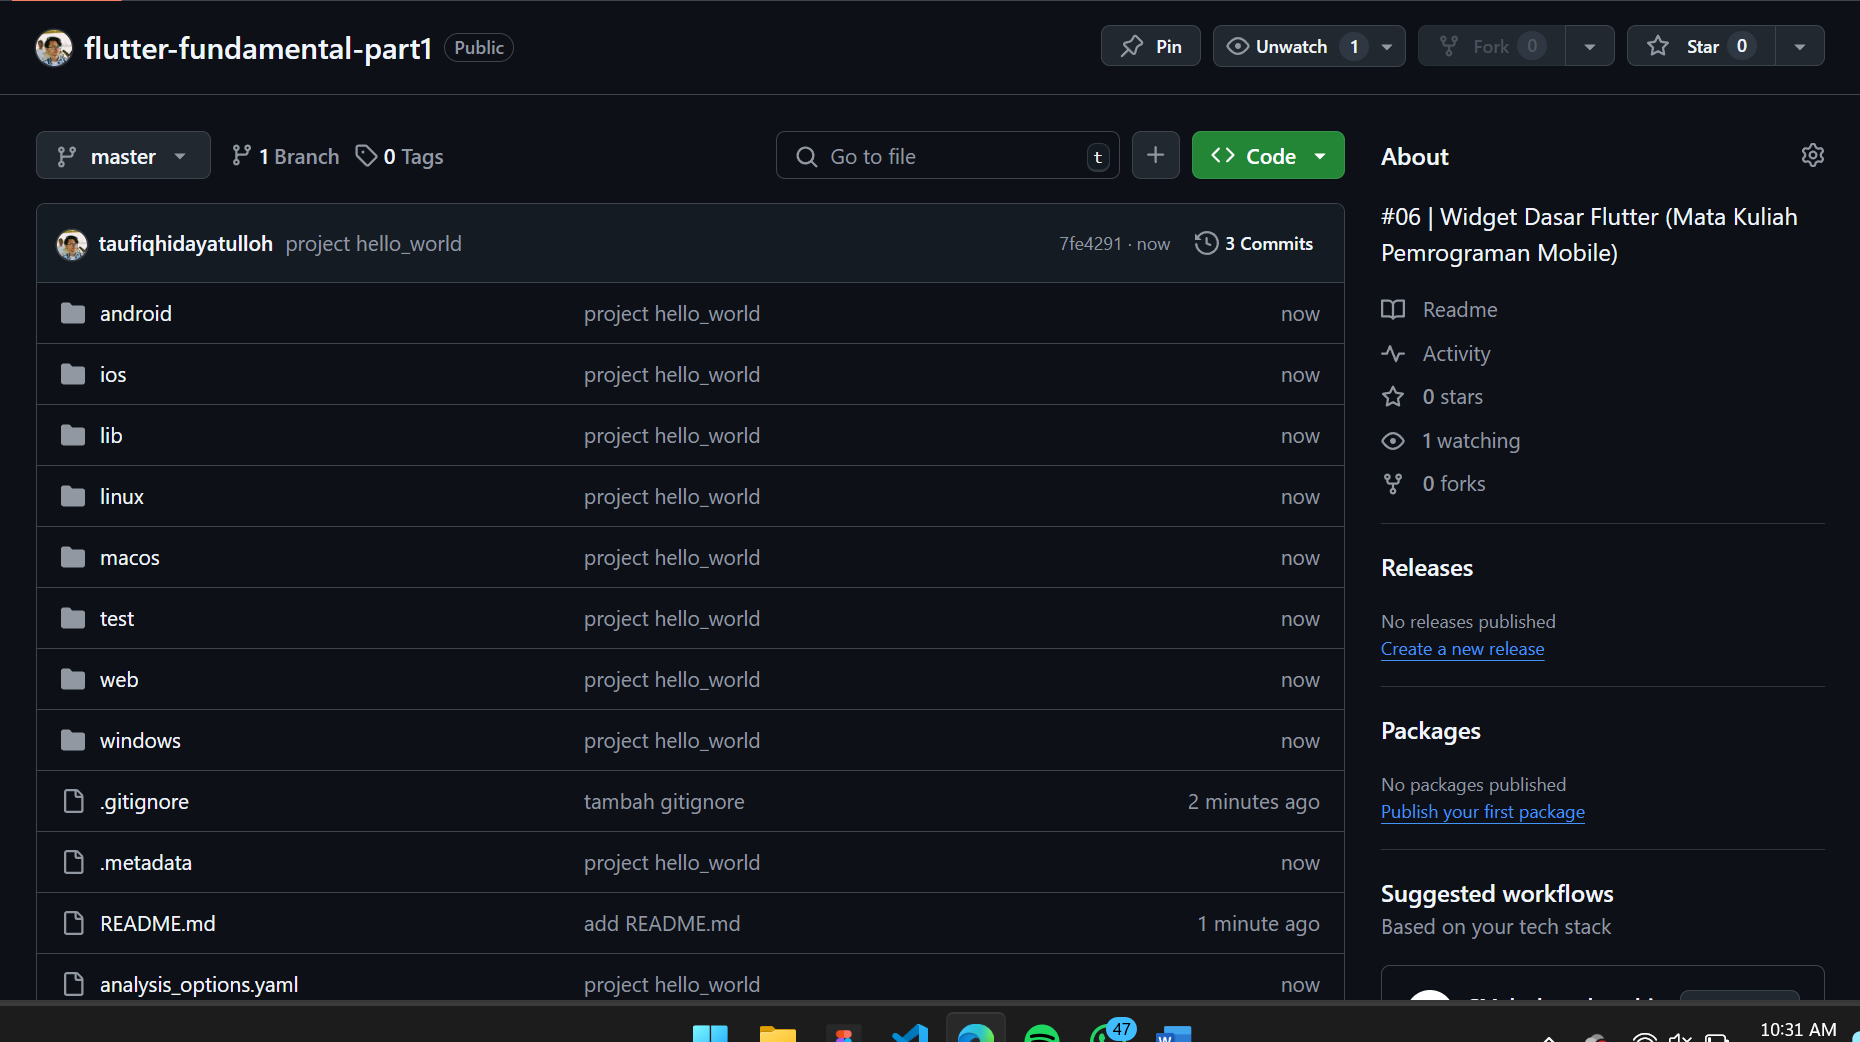 flutter-fundamental-part1 Public Pin Unwatch 1 Fork 0 Star 0
master 1 Branch 0 Tags Go to file t Code
About
#06 | Widget Dasar Flutter (Mata Kuliah
Pemrograman Mobile)
Readme
Activity
0 stars
1 watching
0 forks
Releases
No releases published
Create a new release
Packages
No packages published
Publish your first package
Suggested workflows
Based on your tech stack
taufiqhidayatulloh project hello_world 7fe4291 · now 3 Commits
android project hello_world now
ios project hello_world now
lib project hello_world now
linux project hello_world now
macos project hello_world now
test project hello_world now
web project hello_world now
windows project hello_world now
.gitignore tambah gitignore 2 minutes ago
.metadata project hello_world now
README.md add README.md 1 minute ago
analysis_options.yaml project hello_world now
47
W
10:31 AM